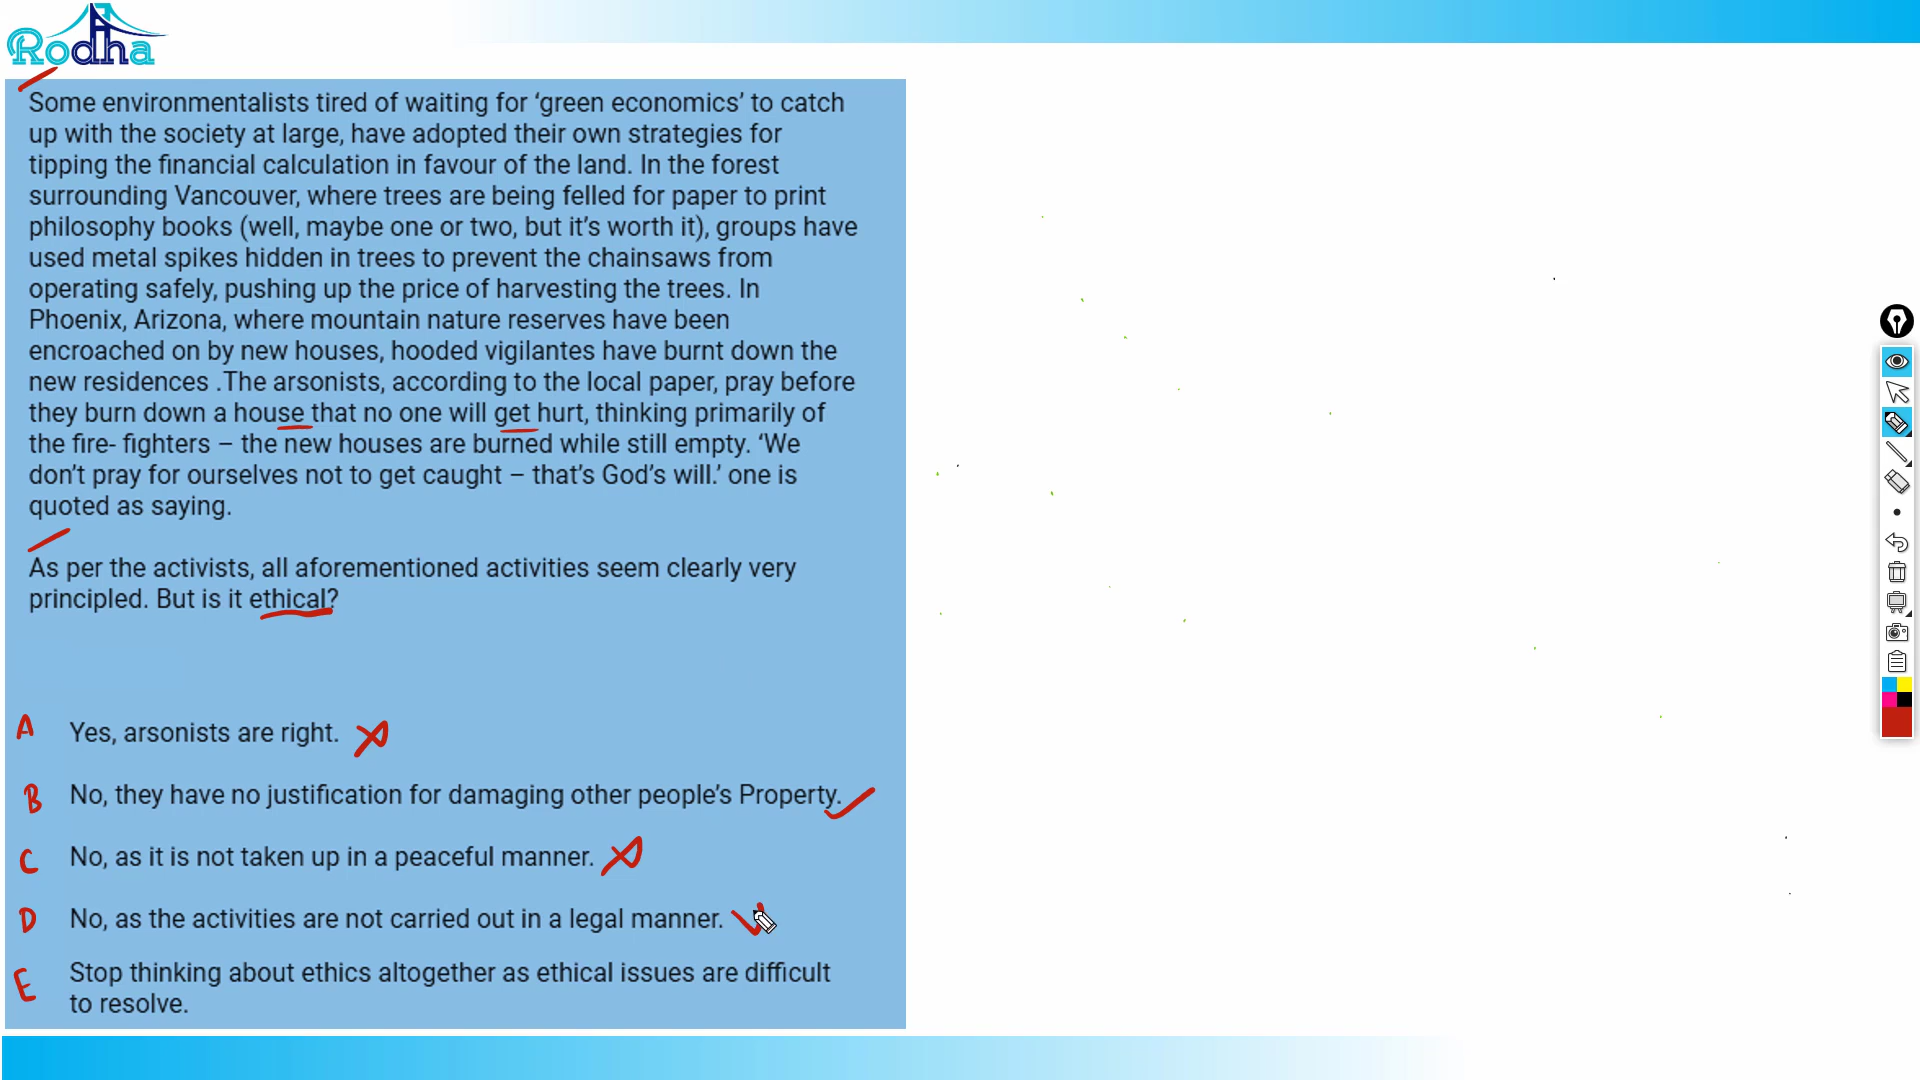 Rodha
Some environmentalists tired of waiting for ‘green economics’ to catch
up with the society at large, have adopted their own strategies for
tipping the financial calculation in favour of the land. In the forest
surrounding Vancouver, where trees are being felled for paper to print
philosophy books (well, maybe one or two, but it’s worth it), groups have
used metal spikes hidden in trees to prevent the chainsaws from
operating safely, pushing up the price of harvesting the trees. In
Phoenix, Arizona, where mountain nature reserves have been
encroached on by new houses, hooded vigilantes have burnt down the
new residences .The arsonists, according to the local paper, pray before
they burn down a house that no one will get hurt, thinking primarily of
the fire- fighters – the new houses are burned while still empty. ‘We
don’t pray for ourselves not to get caught – that’s God’s will.’ one is
quoted as saying.
As per the activists, all aforementioned activities seem clearly very
principled. But is it ethical?
A Yes, arsonists are right.
B No, they have no justification for damaging other people’s Property.
C No, as it is not taken up in a peaceful manner.
D No, as the activities are not carried out in a legal manner.
E Stop thinking about ethics altogether as ethical issues are difficult
to resolve.